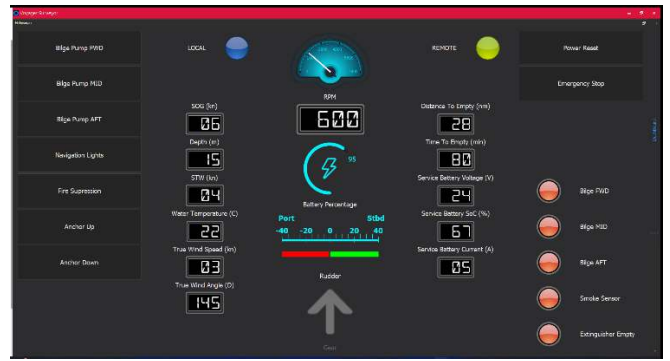 Voyager Surveyor
Bilge Pump FWD
Bilge Pump MID
Bilge Pump AFT
Navigation Lights
Fire Supression
Anchor Up
Anchor Down
LOCAL
SOG (kn)
06
Depth (m)
15
STW (kn)
04
Water Temperature (C)
22
True Wind Speed (kn)
03
True Wind Angle (D)
145
RPM
600
95
Battery Percentage
Port Stbd
-40 -20 0 20 40
Rudder
Gear
REMOTE
Distance To Empty (nm)
28
Time To Empty (min)
80
Service Battery Voltage (V)
24
Service Battery SoC (%)
67
Service Battery Current (A)
05
Power Reset
Emergency Stop
Bilge FWD
Bilge MID
Bilge AFT
Smoke Sensor
Extinguisher Empty